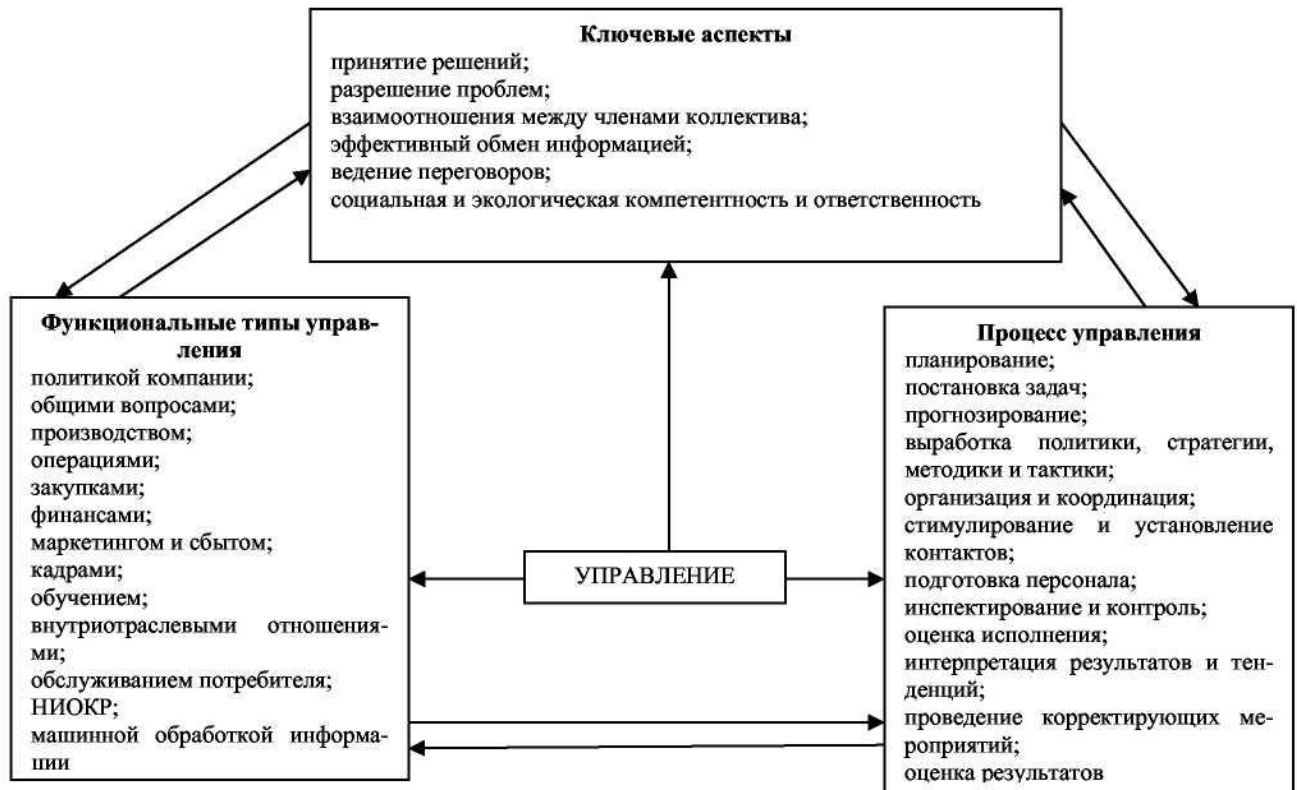 Ключевые аспекты
принятие решений;
разрешение проблем;
взаимоотношения между членами коллектива;
эффективный обмен информацией;
ведение переговоров;
социальная и экологическая компетентность и ответственность
Функциональные типы управ-
ления
политикой компании;
общими вопросами;
производством;
операциями;
закупками;
финансами;
маркетингом и сбытом;
кадрами;
обучением;
внутриотраслевыми отношения-
ми;
обслуживанием потребителя;
НИОКР;
машинной обработкой информа-
ции
УПРАВЛЕНИЕ
Процесс управления
планирование;
постановка задач;
прогнозирование;
выработка политики, стратегии,
методики и тактики;
организация и координация;
стимулирование и установление
контактов;
подготовка персонала;
инспектирование и контроль;
оценка исполнения;
интерпретация результатов и тен-
денций;
проведение корректирующих ме-
роприятий;
оценка результатов